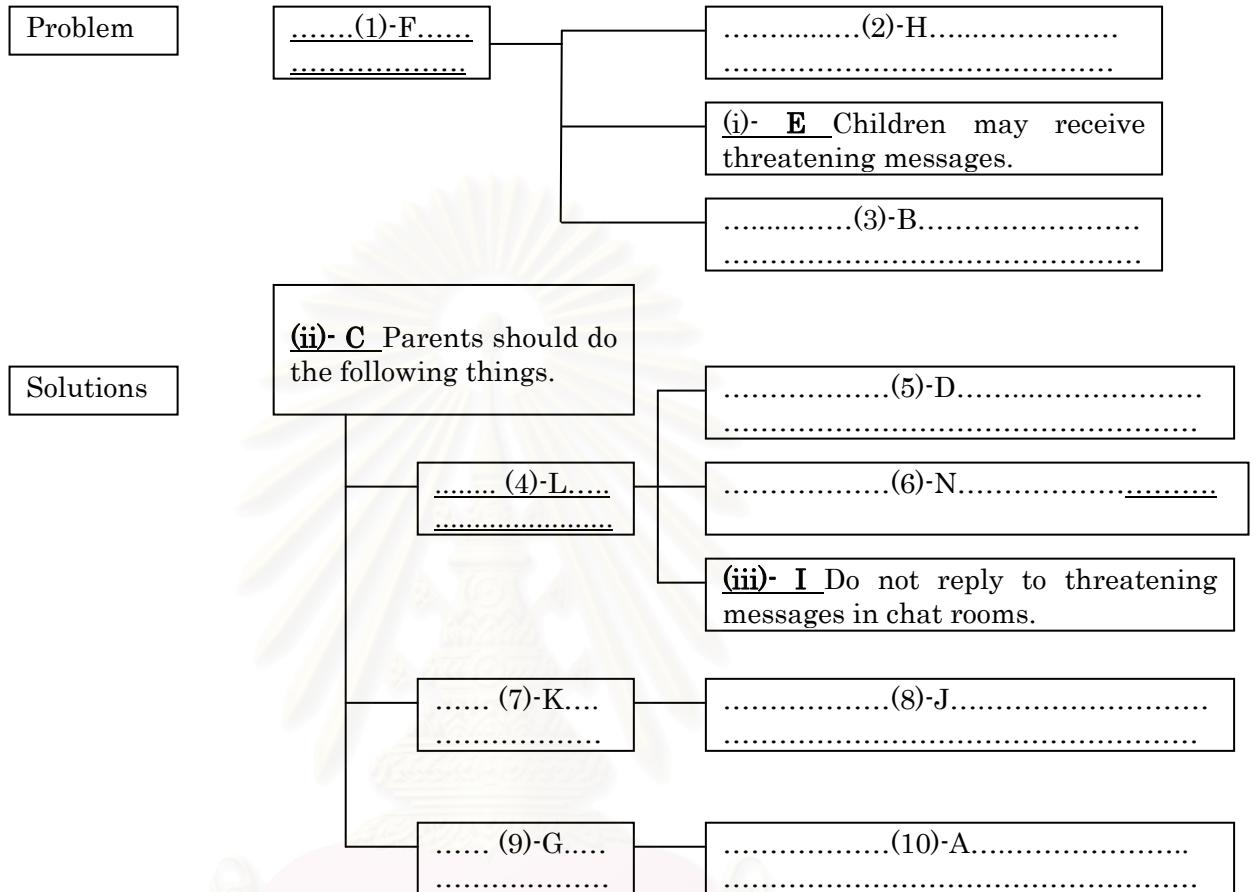 Problem
.......(1)-F......
...................
...............(2)-H.....................
..........................................
(i)- E Children may receive
threatening messages.
..............(3)-B........................
.............................................
(ii)- C Parents should do
the following things.
Solutions
..................(5)-D............................
...................................................
........ (4)-L.....
......................
..................(6)-N............................
(iii)- I Do not reply to threatening
messages in chat rooms.
...... (7)-K....
..................
..................(8)-J............................
...................................................
...... (9)-G.....
...................
..................(10)-A........................
...................................................